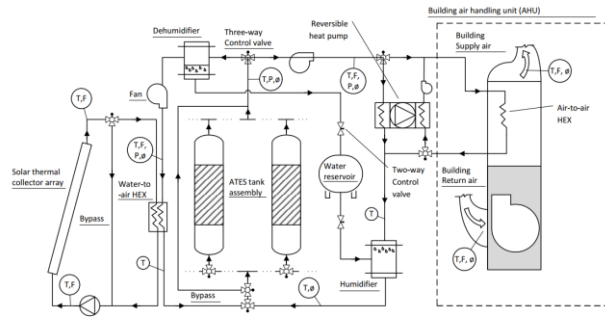 Building air handling unit (AHU)
Dehumidifier
Three-way
Control valve
Reversible
heat pump
Building
Supply air
T,F, ø
T,P,ø
T,F,
P,ø
Fan
T,F
Air-to-air
HEX
T,F,
P,ø
Solar thermal
collector array
Water-to
-air HEX
ATES tank
assembly
Water
reservoir
Two-way
Control
valve
Building
Return air
Bypass
T
T
T,F, ø
T,F
Bypass
T,ø
Humidifier